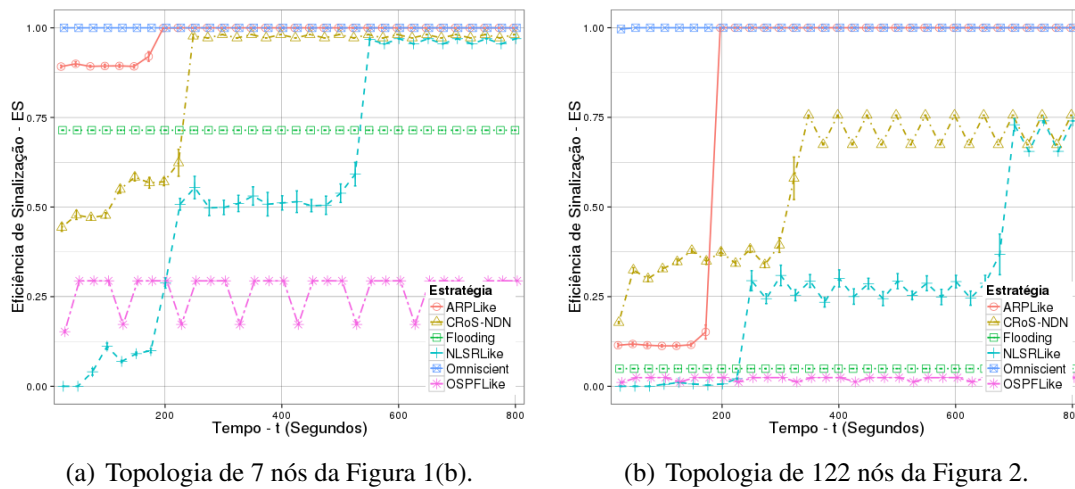 1.00
0.75
0.50
0.25
0.00
Eficiência de Sinalização - ES
200
400
600
800
Tempo - t (Segundos)
Estratégia
ARPLike
CRoS-NDN
Flooding
NLSRLike
Omniscient
OSPFLike
(a) Topologia de 7 nós da Figura 1(b).
1.00
0.75
0.50
0.25
0.00
Eficiência de Sinalização - ES
200
400
600
800
Tempo - t (Segundos)
Estratégia
ARPLike
CRoS-NDN
Flooding
NLSRLike
Omniscient
OSPFLike
(b) Topologia de 122 nós da Figura 2.